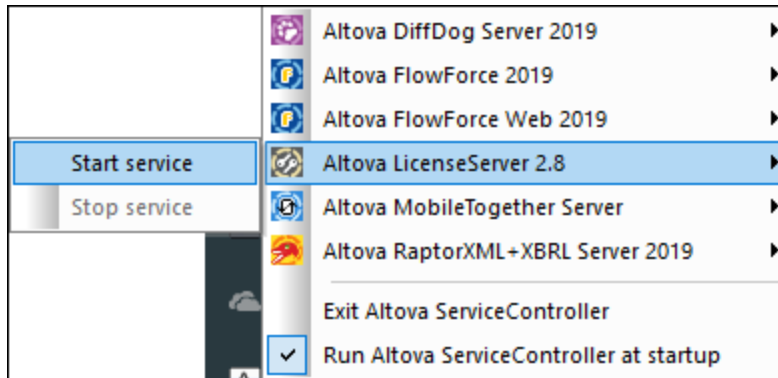 Altova DiffDog Server 2019
Altova FlowForce 2019
Altova FlowForce Web 2019
Start service
Altova LicenseServer 2.8
Stop service
Altova MobileTogether Server
Altova RaptorXML+XBRL Server 2019
Exit Altova ServiceController
Run Altova ServiceController at startup